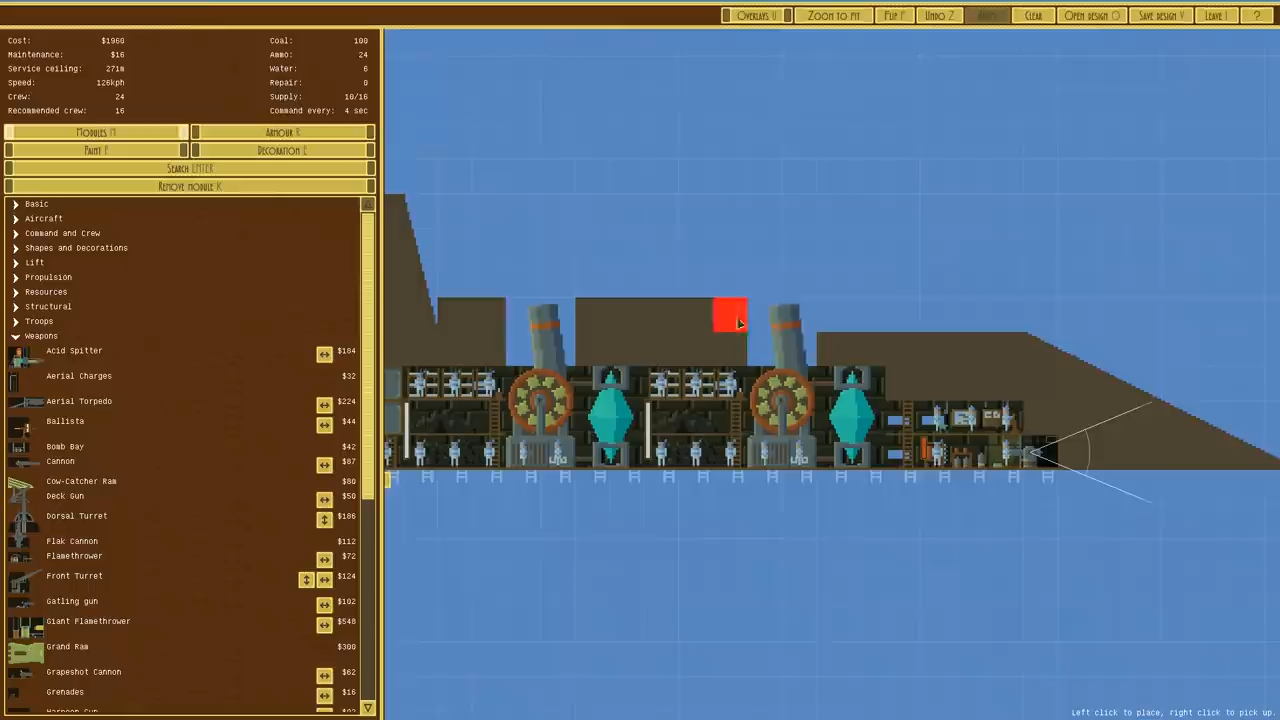 Overlays U Zoom to fit Flip F Undo Z Clear Open design O Save design V Leave I ?
Cost: $1960 Coal: 100
Maintenance: $16 Ammo: 24
Service ceiling: 271m Water: 6
Speed: 126kph Repair: 0
Crew: 24 Supply: 10/16
Recommended crew: 16 Command every: 4 sec
Modules M Armour R
Paint P Decoration E
Search ENTER
Remove module K
Basic
Aircraft
Command and Crew
Shapes and Decorations
Lift
Propulsion
Resources
Structural
Troops
Weapons
Acid Spitter $184
Aerial Charges $32
Aerial Torpedo $224
Ballista $44
Bomb Bay $42
Cannon $87
Cow-Catcher Ram $80
Deck Gun $50
Dorsal Turret $186
Flak Cannon $112
Flamethrower $72
Front Turret $124
Gatling gun $102
Giant Flamethrower $548
Grand Ram $300
Grapeshot Cannon $62
Grenades $16
Left click to place, right click to pick up.